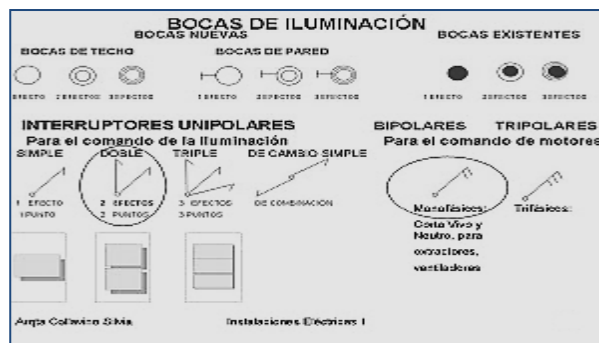 BOCAS DE ILUMINACIÓN
BOCAS NUEVAS
BOCAS EXISTENTES
BOCAS DE TECHO
BOCAS DE PARED
1 EFECTO 2 EFECTOS 3 EFECTOS
1 EFECTO 2 EFECTOS 3 EFECTOS
1 EFECTO 2 EFECTOS 3 EFECTOS
INTERRUPTORES UNIPOLARES
BIPOLARES TRIPOLARES
Para el comando de la iluminación
Para el comando de motores
SIMPLE DOBLE TRIPLE DE CAMBIO SIMPLE
1 EFECTO 2 EFECTOS 3 EFECTOS DE COMBINACIÓN
1 PUNTO 2 PUNTOS 3 PUNTOS
Monofásicos: Trifásicos:
Corta Vivo y
Neutro, para
extractores,
ventiladores
Collavino Silvia
Instalaciones Eléctricas I